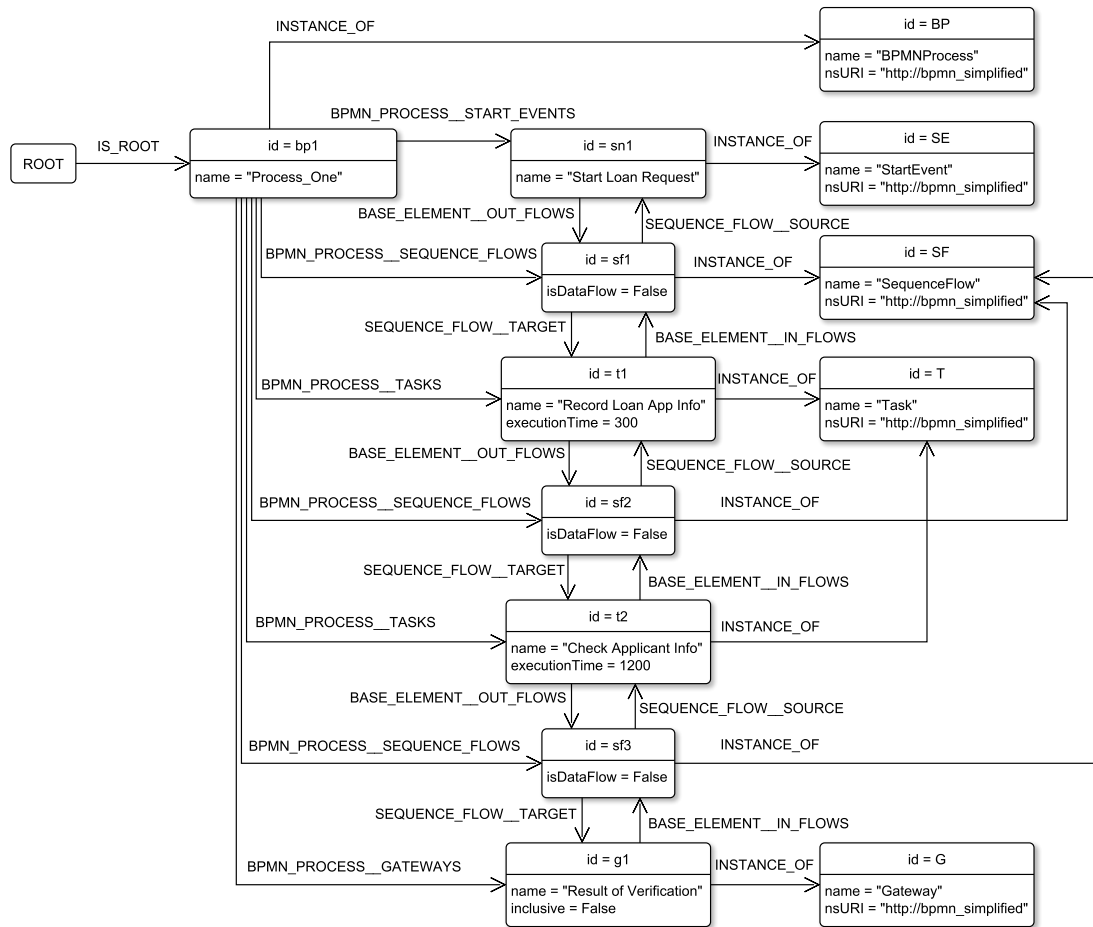 INSTANCE_OF
id = BP
name = "BPMNProcess"
nsURI = "http://bpmn_simplified"
BPMN_PROCESS__START_EVENTS
ROOT
IS_ROOT
id = bp1
name = "Process_One"
id = sn1
name = "Start Loan Request"
INSTANCE_OF
id = SE
name = "StartEvent"
nsURI = "http://bpmn_simplified"
BASE_ELEMENT__OUT_FLOWS
SEQUENCE_FLOW__SOURCE
BPMN_PROCESS__SEQUENCE_FLOWS
id = sf1
isDataFlow = False
INSTANCE_OF
id = SF
name = "SequenceFlow"
nsURI = "http://bpmn_simplified"
SEQUENCE_FLOW__TARGET
BASE_ELEMENT__IN_FLOWS
BPMN_PROCESS__TASKS
id = t1
name = "Record Loan App Info"
executionTime = 300
INSTANCE_OF
id = T
name = "Task"
nsURI = "http://bpmn_simplified"
BASE_ELEMENT__OUT_FLOWS
SEQUENCE_FLOW__SOURCE
BPMN_PROCESS__SEQUENCE_FLOWS
id = sf2
isDataFlow = False
INSTANCE_OF
SEQUENCE_FLOW__TARGET
BASE_ELEMENT__IN_FLOWS
BPMN_PROCESS__TASKS
id = t2
name = "Check Applicant Info"
executionTime = 1200
INSTANCE_OF
BASE_ELEMENT__OUT_FLOWS
SEQUENCE_FLOW__SOURCE
BPMN_PROCESS__SEQUENCE_FLOWS
id = sf3
isDataFlow = False
INSTANCE_OF
SEQUENCE_FLOW__TARGET
BASE_ELEMENT__IN_FLOWS
BPMN_PROCESS__GATEWAYS
id = g1
name = "Result of Verification"
inclusive = False
INSTANCE_OF
id = G
name = "Gateway"
nsURI = "http://bpmn_simplified"